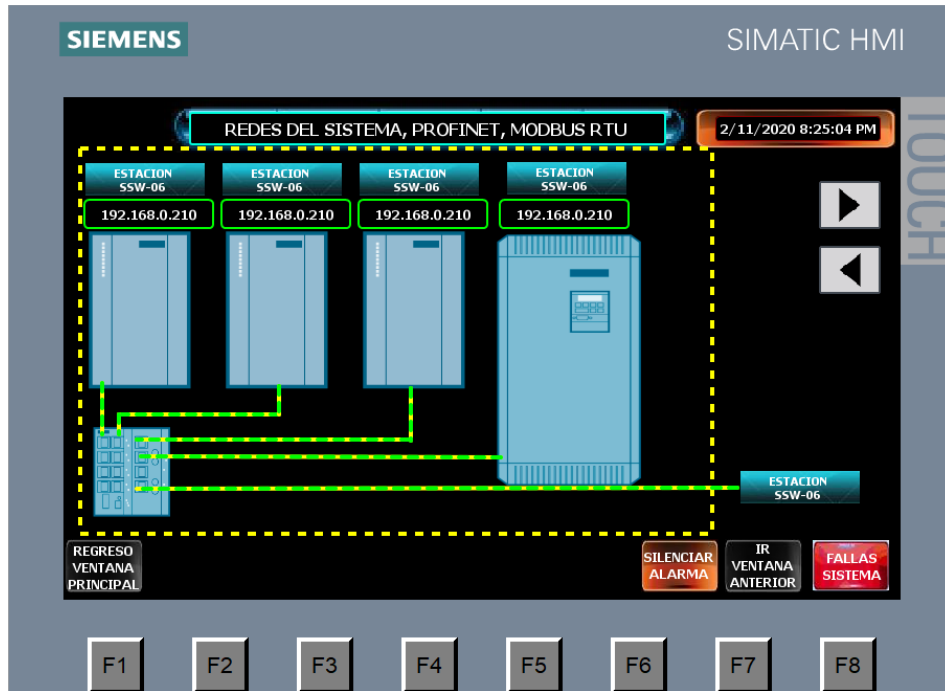 SIEMENS
SIMATIC HMI
TOUCH
REDES DEL SISTEMA, PROFINET, MODBUS RTU
2/11/2020 8:25:04 PM
ESTACION
SSW-06
192.168.0.210
ESTACION
SSW-06
192.168.0.210
ESTACION
SSW-06
192.168.0.210
ESTACION
SSW-06
192.168.0.210
ESTACION
SSW-06
REGRESO
VENTANA
PRINCIPAL
SILENCIAR
ALARMA
IR
VENTANA
ANTERIOR
FALLAS
SISTEMA
F1
F2
F3
F4
F5
F6
F7
F8